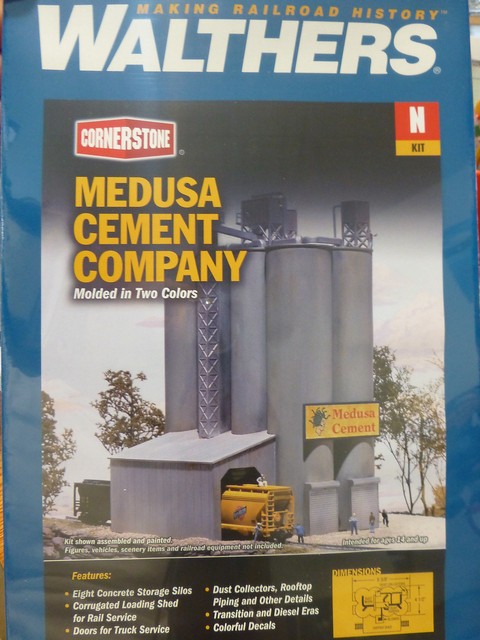 MAKING RAILROAD HISTORY™
WALTHERS®
CORNERSTONE®
N
KIT
MEDUSA
CEMENT
COMPANY
Molded in Two Colors
Medusa
Cement
Kit shown assembled and painted.
Figures, vehicles, scenery items and railroad equipment not included.
Intended for ages 14 and up
Features:
• Eight Concrete Storage Silos
• Corrugated Loading Shed
for Rail Service
• Doors for Truck Service
• Dust Collectors, Rooftop
Piping and Other Details
• Transition and Diesel Eras
• Colorful Decals
DIMENSIONS